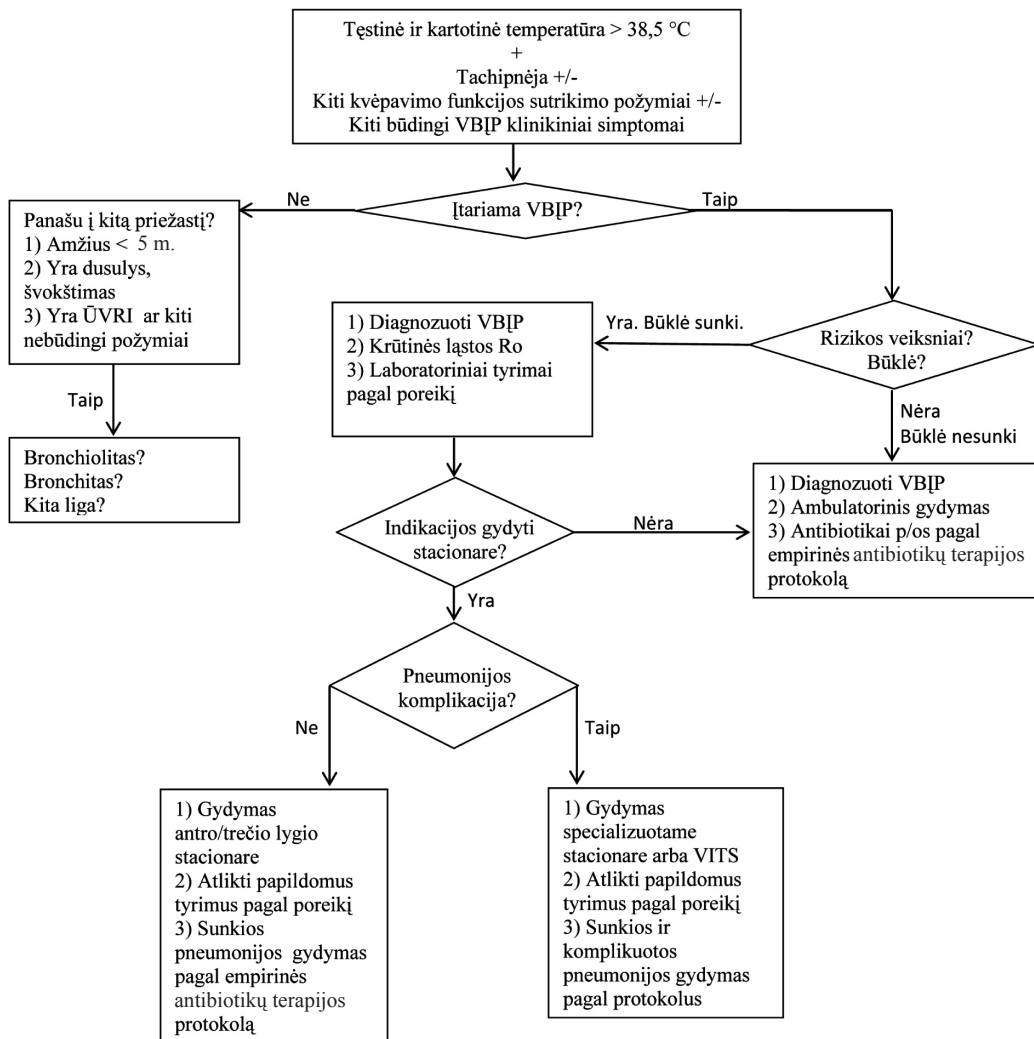 Tęstinė ir kartotinė temperatūra > 38,5 °C
+
Tachipnėja +/-
Kiti kvėpavimo funkcijos sutrikimo požymiai +/-
Kiti būdingi VBĮP klinikiniai simptomai
Ne
Įtariama VBĮP?
Taip
Panašu į kitą priežastį?
1) Amžius < 5 m.
2) Yra dusulys,
švokštimas
3) Yra ŪVRI ar kiti
nebūdingi požymiai
1) Diagnozuoti VBĮP
2) Krūtinės ląstos Ro
3) Laboratoriniai tyrimai
pagal poreikį
Yra. Būklė sunki.
Rizikos veiksniai?
Būklė?
Taip
Nėra
Būklė nesunki
Bronchiolitas?
Bronchitas?
Kita liga?
Indikacijos gydyti
stacionare?
Nėra
1) Diagnozuoti VBĮP
2) Ambulatorinis gydymas
3) Antibiotikai p/os pagal
empirinės antibiotikų terapijos
protokolą
Yra
Pneumonijos
komplikacija?
Ne
Taip
1) Gydymas
antro/trečio lygio
stacionare
2) Atlikti papildomus
tyrimus pagal poreikį
3) Sunkios
pneumonijos gydymas
pagal empirinės
antibiotikų terapijos
protokolą
1) Gydymas
specializuotame
stacionare arba VITS
2) Atlikti papildomus
tyrimus pagal poreikį
3) Sunkios ir
komplikuotos
pneumonijos gydymas
pagal protokolus